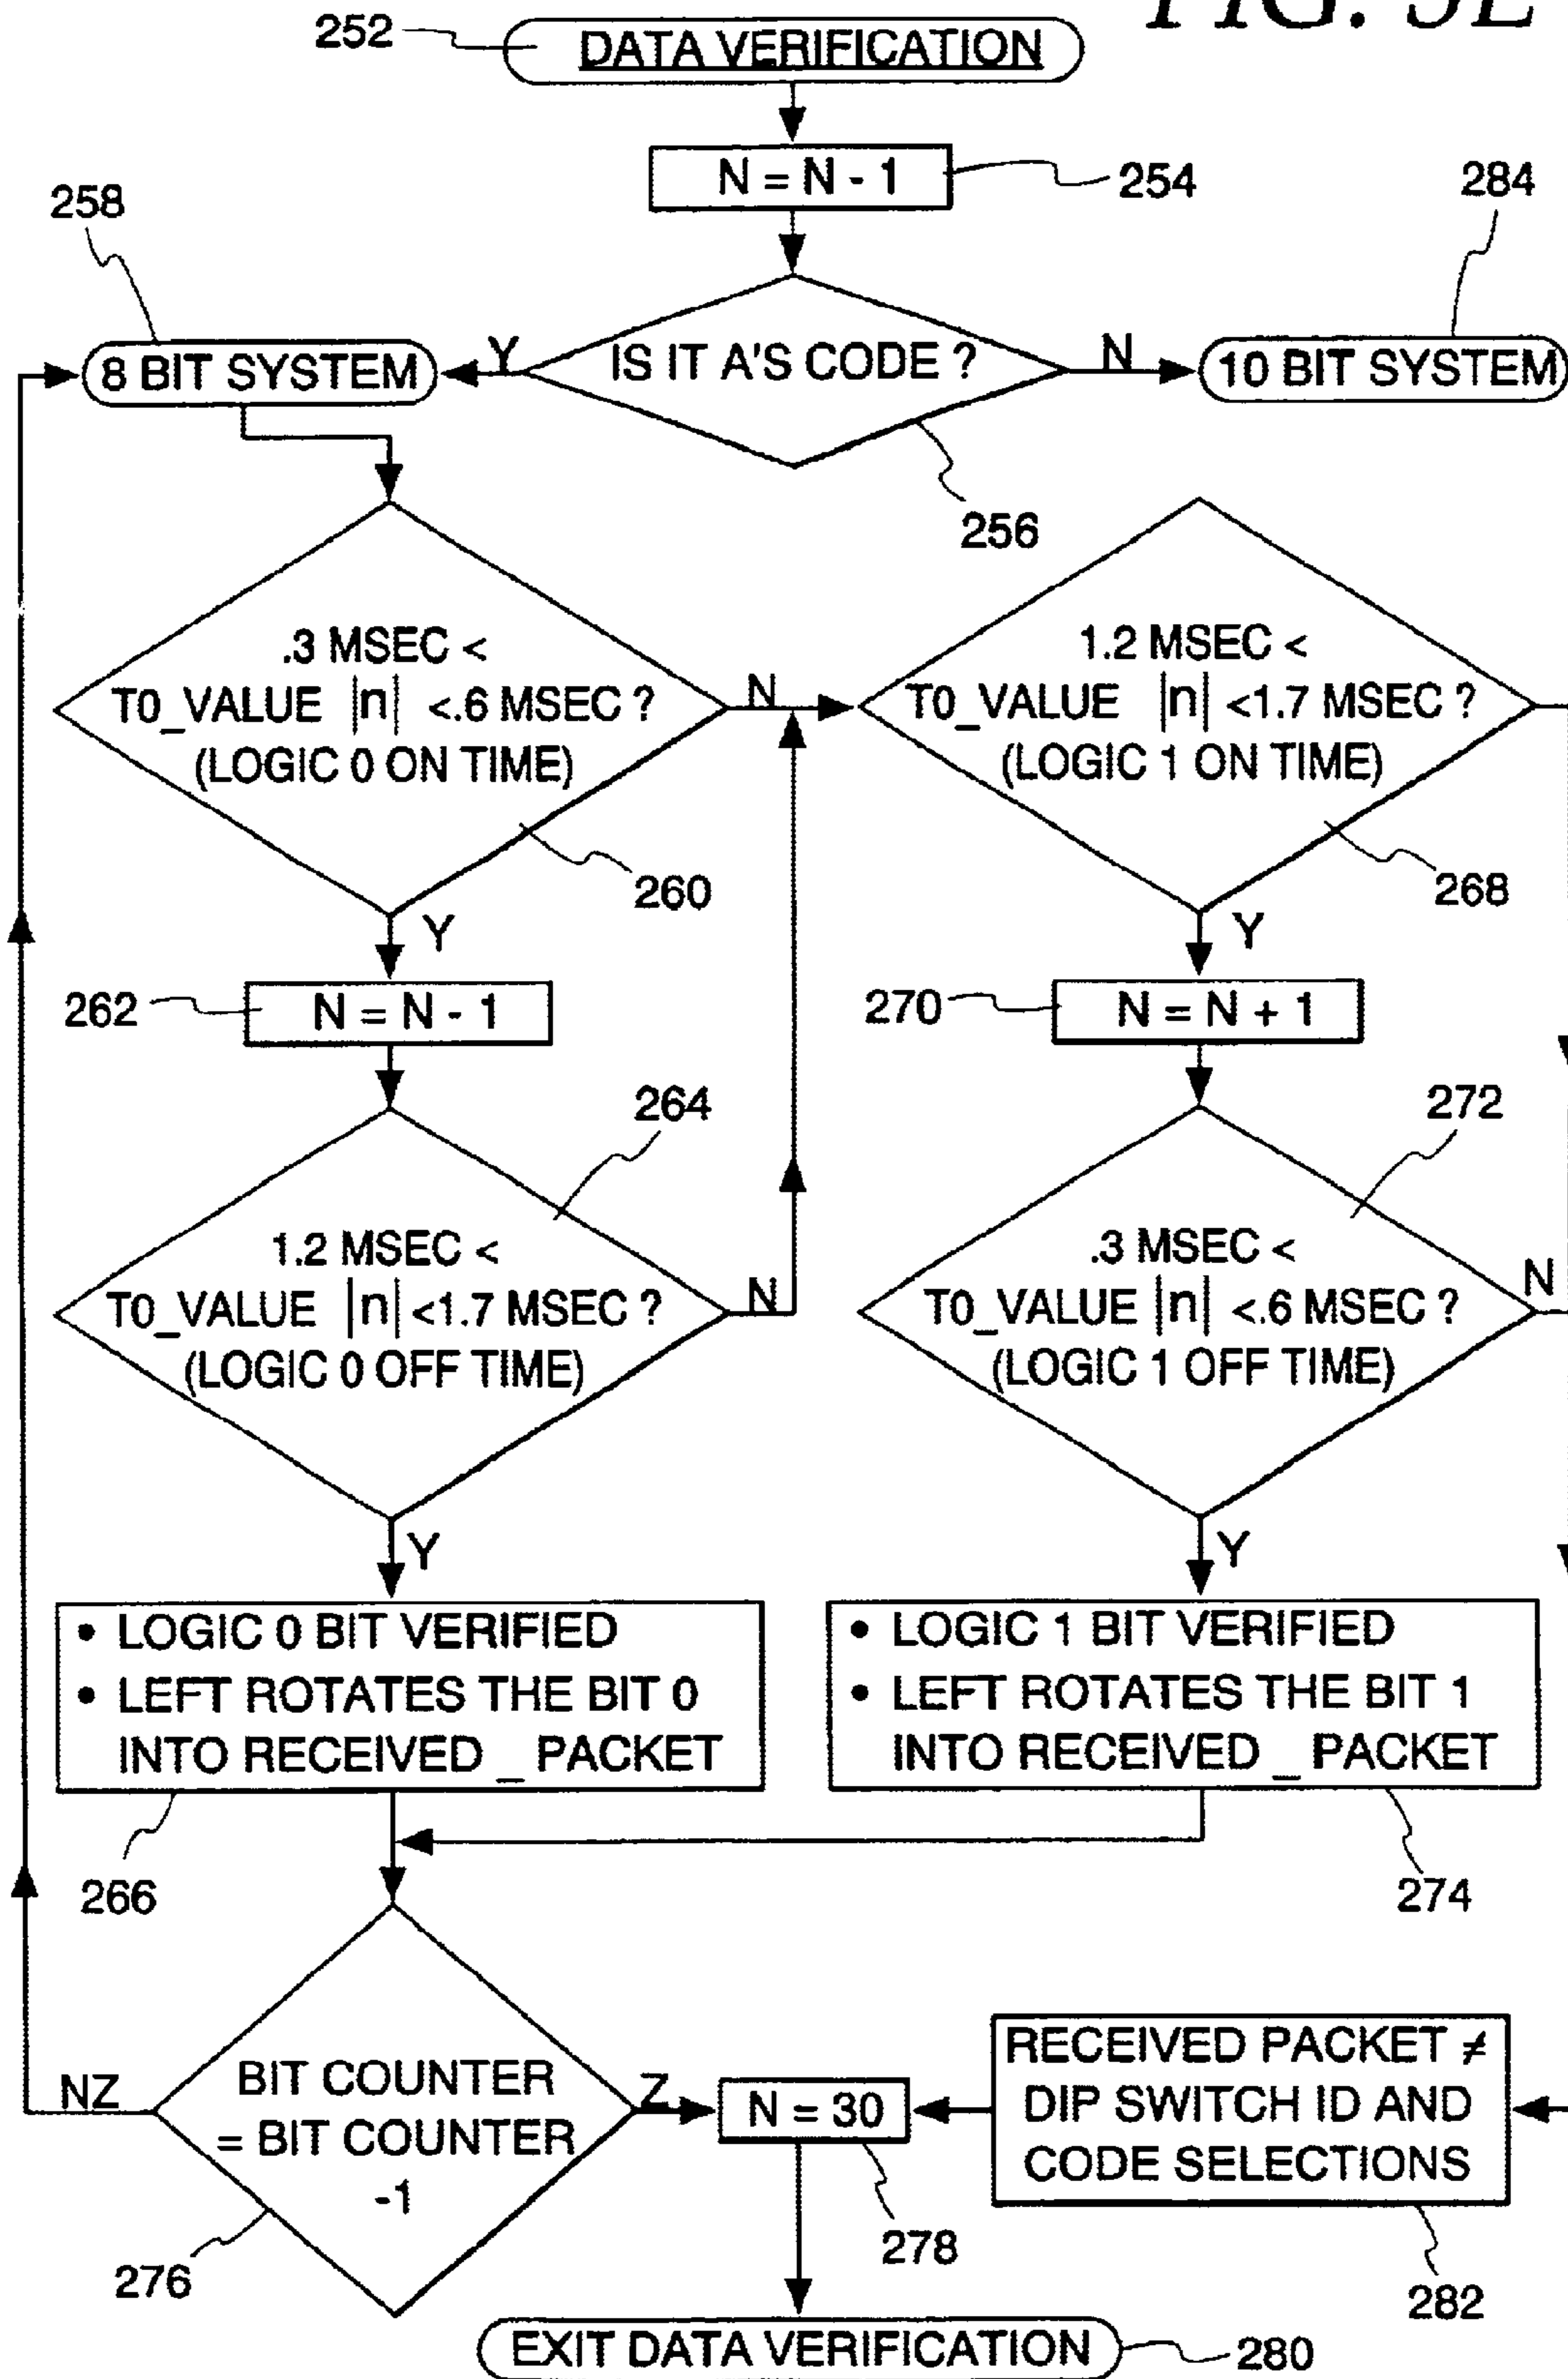 FIG. 5E
252
DATA VERIFICATION
N = N - 1
254
258
284
8 BIT SYSTEM
Y
IS IT A'S CODE ?
N
10 BIT SYSTEM
256
.3 MSEC <
T0_VALUE |n| <.6 MSEC ?
(LOGIC 0 ON TIME)
N
260
Y
1.2 MSEC <
T0_VALUE |n| <1.7 MSEC ?
(LOGIC 1 ON TIME)
268
Y
262
N = N - 1
270
N = N + 1
264
1.2 MSEC <
T0_VALUE |n| <1.7 MSEC ?
(LOGIC 0 OFF TIME)
N
Y
272
.3 MSEC <
T0_VALUE |n| <.6 MSEC ?
(LOGIC 1 OFF TIME)
N
Y
• LOGIC 0 BIT VERIFIED
• LEFT ROTATES THE BIT 0
INTO RECEIVED _ PACKET
266
• LOGIC 1 BIT VERIFIED
• LEFT ROTATES THE BIT 1
INTO RECEIVED _ PACKET
274
NZ
BIT COUNTER
= BIT COUNTER
-1
276
Z
N = 30
278
RECEIVED PACKET ≠
DIP SWITCH ID AND
CODE SELECTIONS
282
EXIT DATA VERIFICATION
280